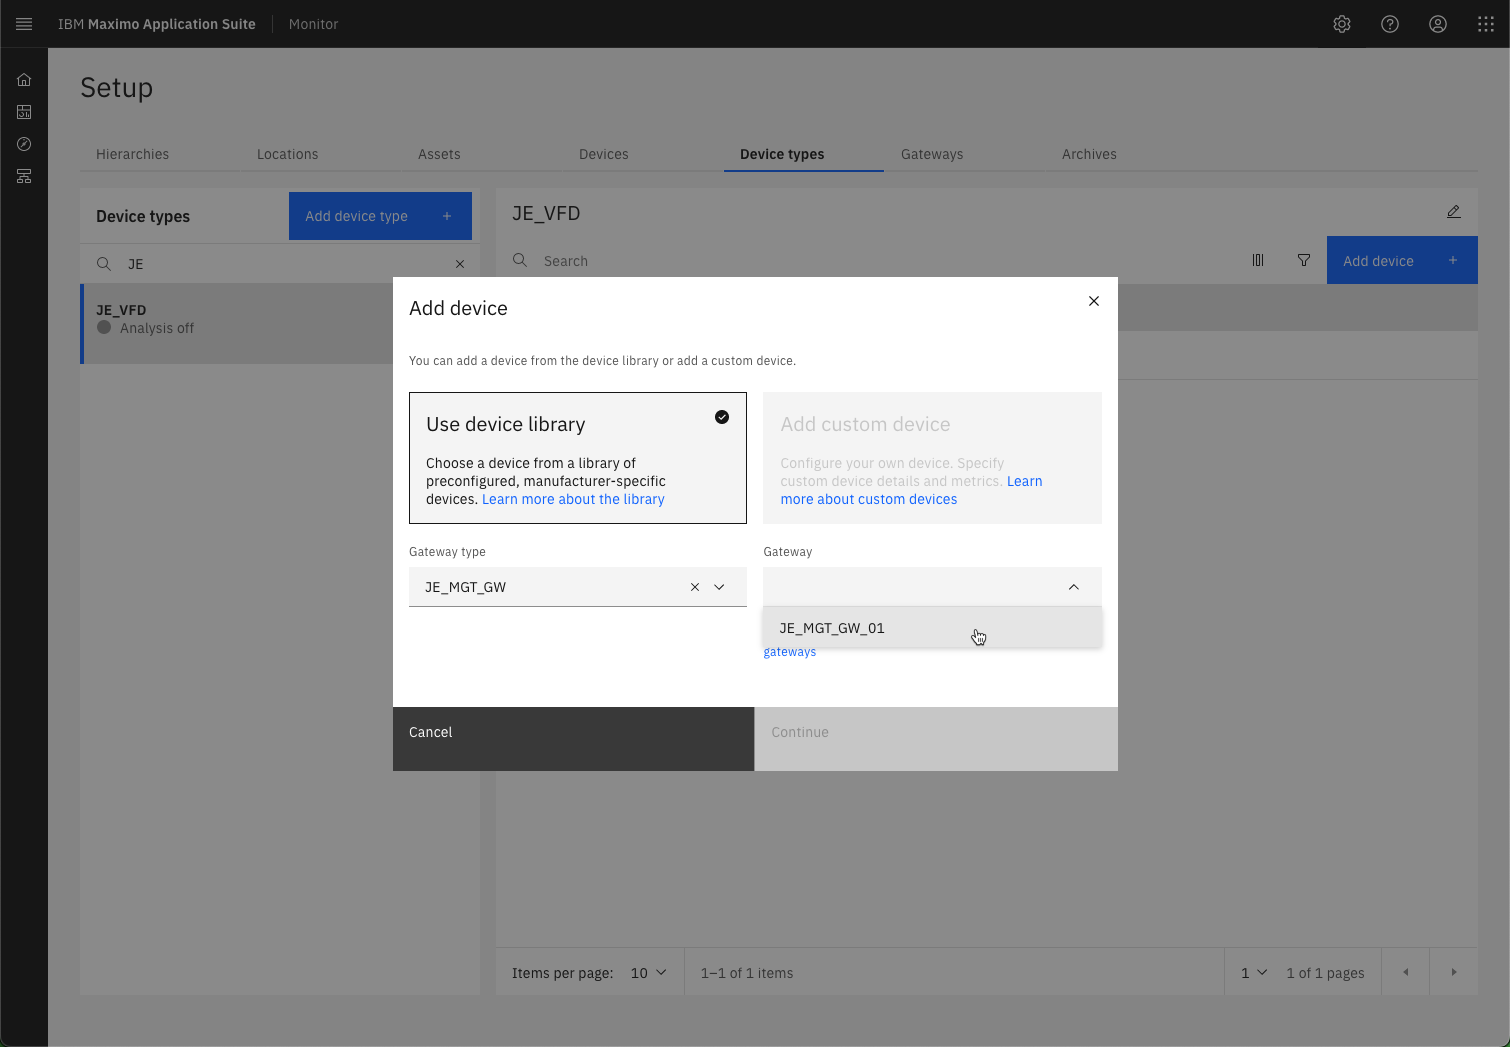 IBM Maximo Application Suite
Monitor
Setup
Hierarchies
Locations
Assets
Devices
Device types
Gateways
Archives
Device types
Add device type
JE
JE_VFD
Analysis off
JE_VFD
Search
Add device
Add device
You can add a device from the device library or add a custom device.
Use device library
Choose a device from a library of
preconfigured, manufacturer-specific
devices. Learn more about the library
Add custom device
Configure your own device. Specify
custom device details and metrics. Learn
more about custom devices
Gateway type
JE_MGT_GW
Gateway
JE_MGT_GW_01
gateways
Cancel
Continue
Items per page: 10
1–1 of 1 items
1
1 of 1 pages